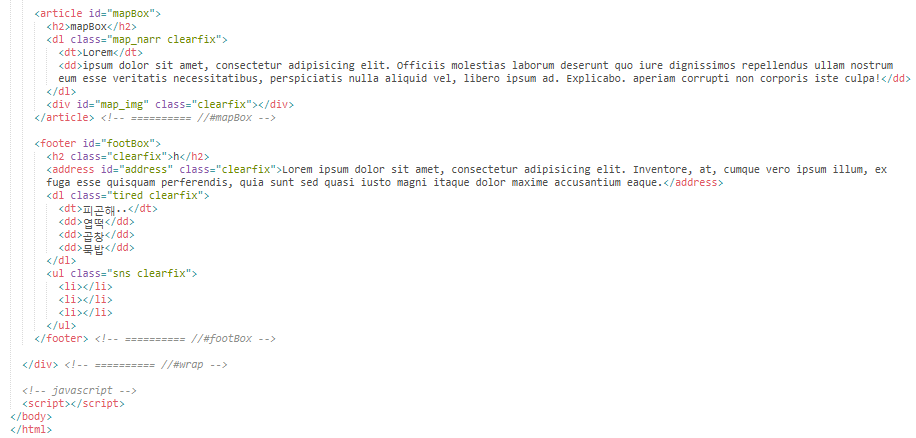 <article id="mapBox">
<h2>mapBox</h2>
<dl class="map_narr clearfix">
<dt>Lorem</dt>
<dd>ipsum dolor sit amet, consectetur adipisicing elit. Officiis molestias laborum deserunt quo iure dignissimos repellendus ullam nostrum
eum esse veritatis necessitatibus, perspiciatis nulla aliquid vel, libero ipsum ad. Explicabo. aperiam corrupti non corporis iste culpa!</dd>
</dl>
<div id="map_img" class="clearfix"></div>
</article> <!-- ========== //#mapBox -->
<footer id="footBox">
<h2 class="clearfix">h</h2>
<address id="address" class="clearfix">Lorem ipsum dolor sit amet, consectetur adipisicing elit. Inventore, at, cumque vero ipsum illum, ex
fuga esse quisquam perferendis, quia sunt sed quasi iusto magni itaque dolor maxime accusantium eaque.</address>
<dl class="tired clearfix">
<dt>피곤해..</dt>
<dd>엽떡</dd>
<dd>곱창</dd>
<dd>묵밥</dd>
</dl>
<ul class="sns clearfix">
<li></li>
<li></li>
<li></li>
</ul>
</footer> <!-- ========== //#footBox -->
</div> <!-- ========== //#wrap -->
<!-- javascript -->
<script></script>
</body>
</html>